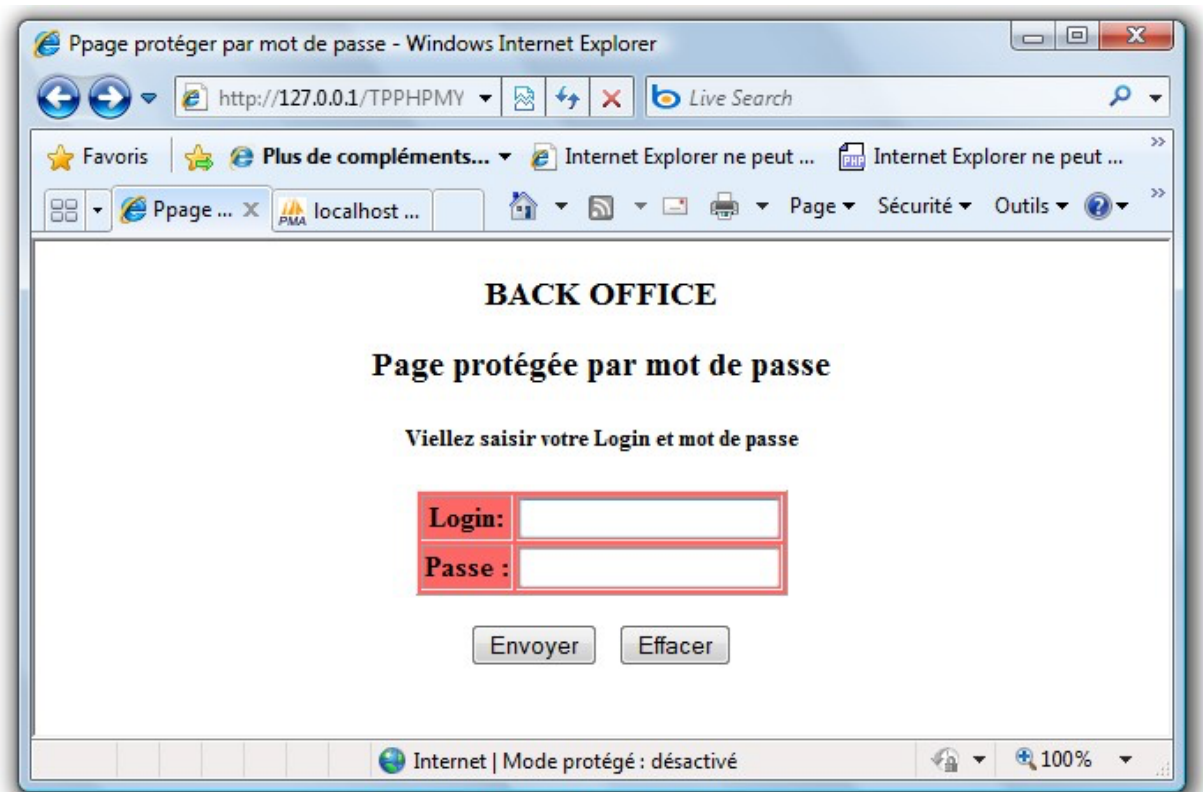 Ppage protéger par mot de passe - Windows Internet Explorer
http://127.0.0.1/TPPHPMY
Live Search
Favoris
Plus de compléments...
Internet Explorer ne peut ...
PHP
Internet Explorer ne peut ...
Ppage ...
PMA
localhost ...
Page
Sécurité
Outils
BACK OFFICE
Page protégée par mot de passe
Viellez saisir votre Login et mot de passe
Login:
Passe :
Envoyer Effacer
Internet | Mode protégé : désactivé
100%